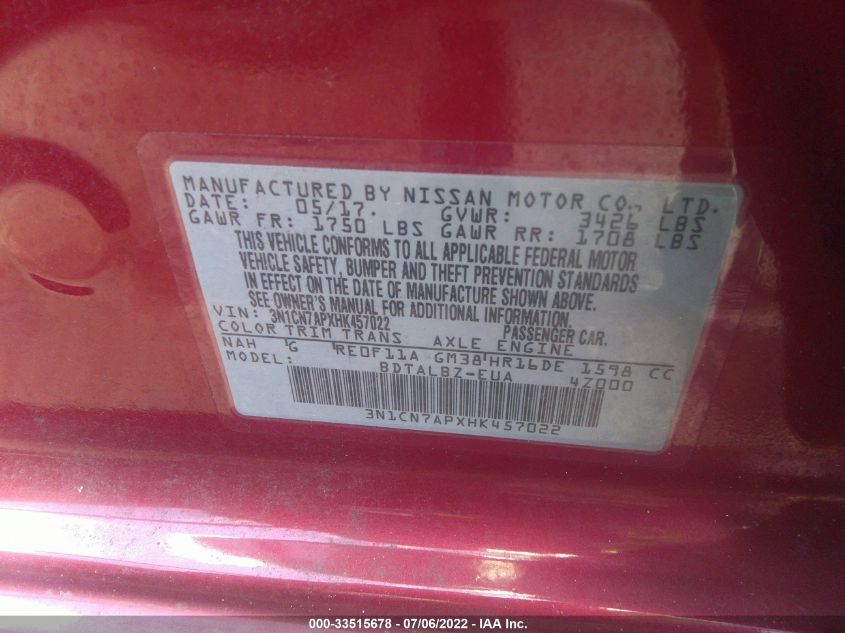 MANUFACTURED BY NISSAN MOTOR CO., LTD.
DATE: 05/17. GVWR: 3426 LBS
GAWR FR: 1750 LBS GAWR RR: 1708 LBS
THIS VEHICLE CONFORMS TO ALL APPLICABLE FEDERAL MOTOR
VEHICLE SAFETY, BUMPER AND THEFT PREVENTION STANDARDS
IN EFFECT ON THE DATE OF MANUFACTURE SHOWN ABOVE.
SEE OWNER'S MANUAL FOR ADDITIONAL INFORMATION.
VIN: 3N1CN7APXHK457022 PASSENGER CAR.
COLOR TRIM TRANS AXLE ENGINE
NAH G RE0F11A GM38 HR16DE 1598 CC
MODEL: BDTALBZ-EUA 4Z000
3N1CN7APXHK457022
000-33515678 - 07/06/2022 - IAA Inc.